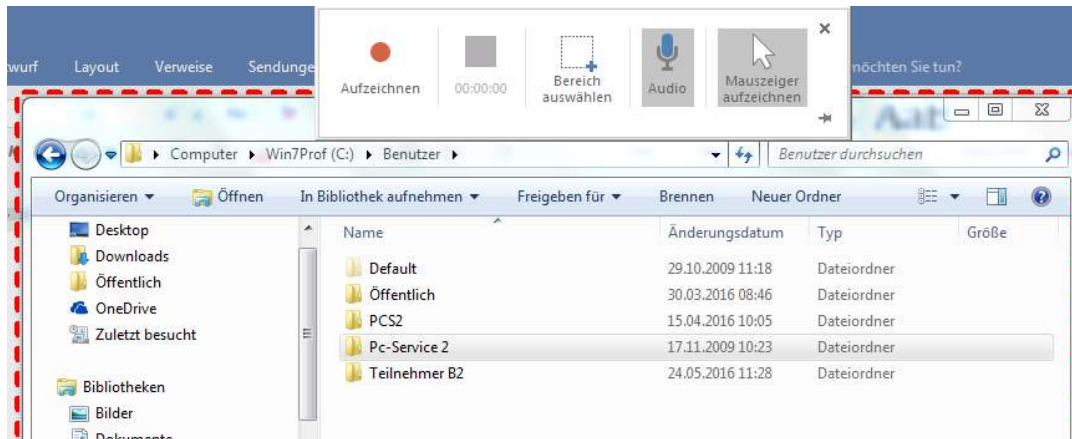 Aufzeichnen
00:00:00
Bereich
auswählen
Audio
Mauszeiger
aufzeichnen
twurf Layout Verweise Sendunge möchten Sie tun?
Computer Win7Prof (C:) Benutzer Benutzer durchsuchen
Organisieren Öffnen In Bibliothek aufnehmen Freigeben für Brennen Neuer Ordner
Desktop
Downloads
Öffentlich
OneDrive
Zuletzt besucht
Bibliotheken
Bilder
Dokumente
Name Änderungsdatum Typ Größe
Default 29.10.2009 11:18 Dateiordner
Öffentlich 30.03.2016 08:46 Dateiordner
PCS2 15.04.2016 10:05 Dateiordner
Pc-Service 2 17.11.2009 10:23 Dateiordner
Teilnehmer B2 24.05.2016 11:28 Dateiordner